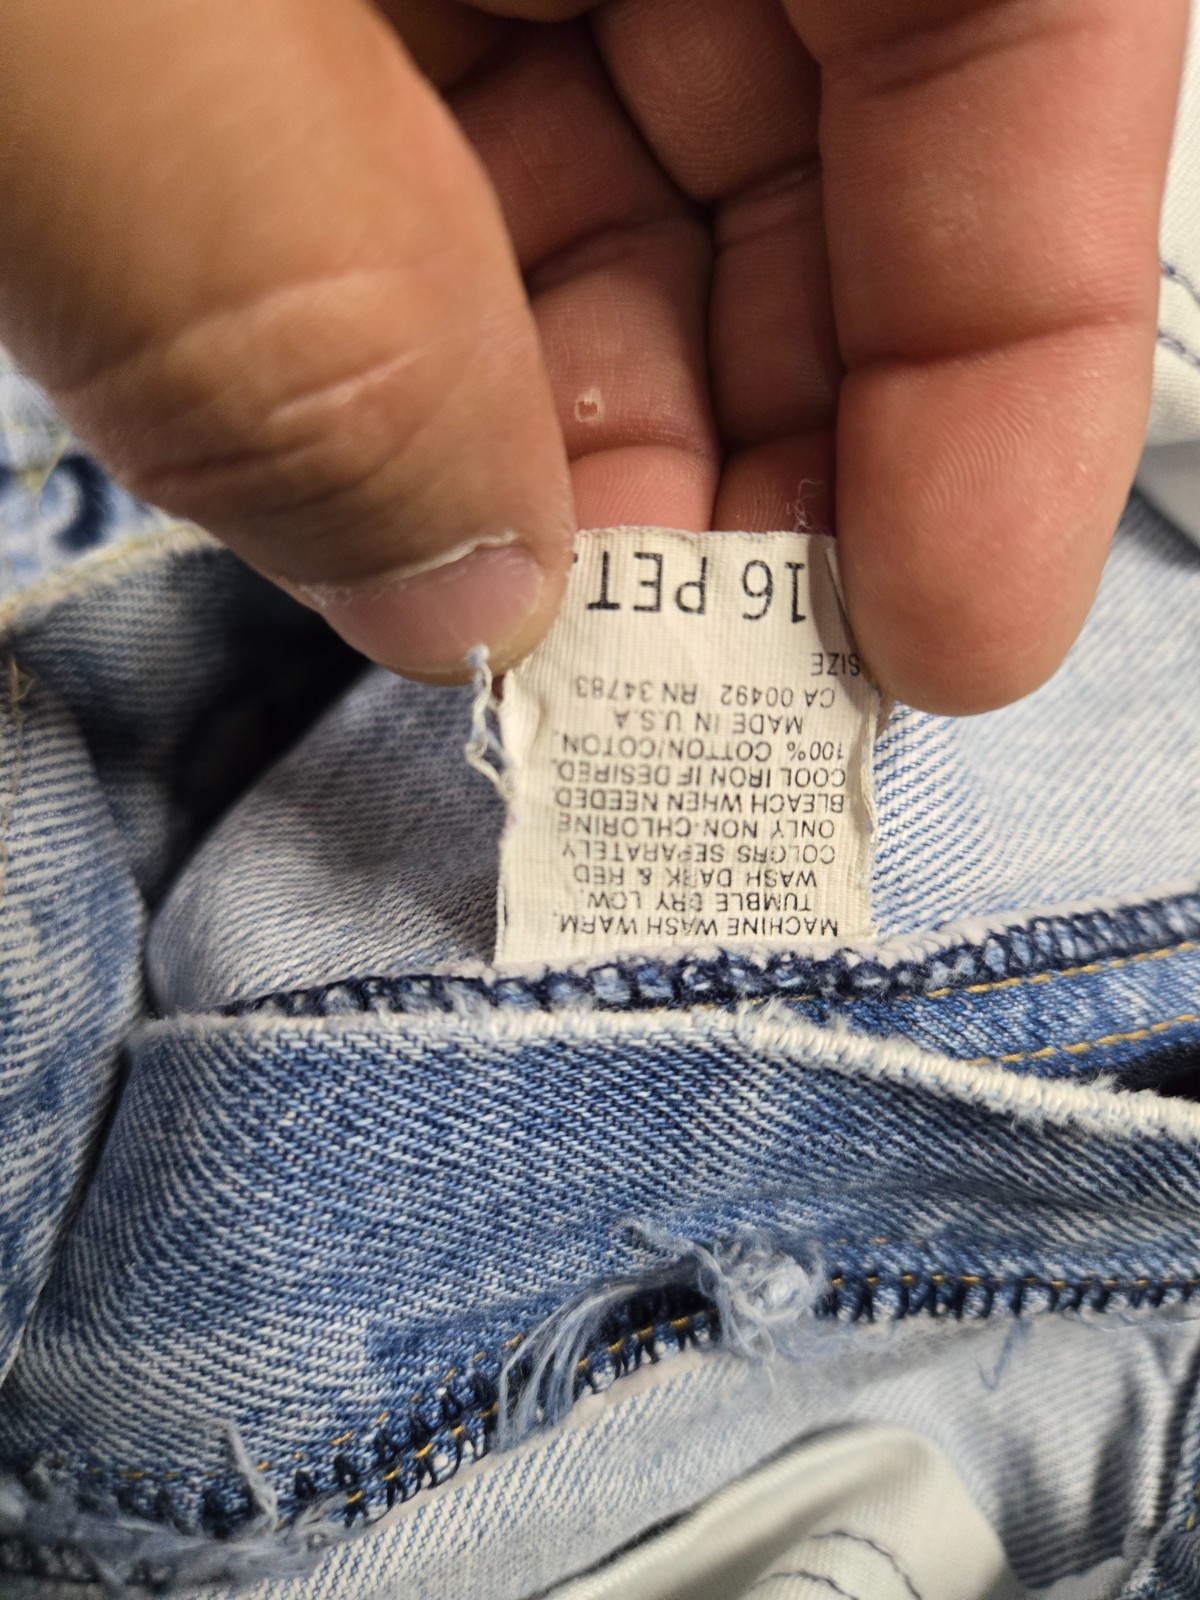 MACHINE WASH WARM,
TUMBLE DRY LOW.
WASH DARK & RED
COLORS SEPARATELY
ONLY NON-CHLORINE
BLEACH WHEN NEEDED.
COOL IRON IF DESIRED.
100% COTTON/COTON.
MADE IN U.S.A
CA 00492 RN 34783
SIZE
16 PET.